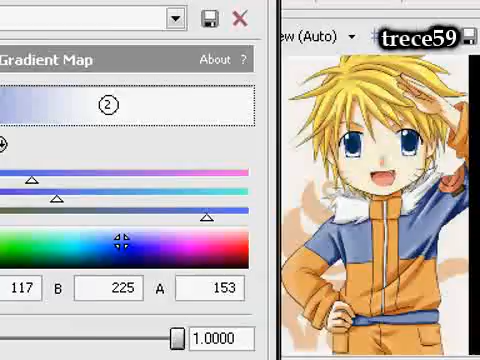 ew (Auto)
trece59
Gradient Map
About ?
2
117 B 225 A 153
1.0000